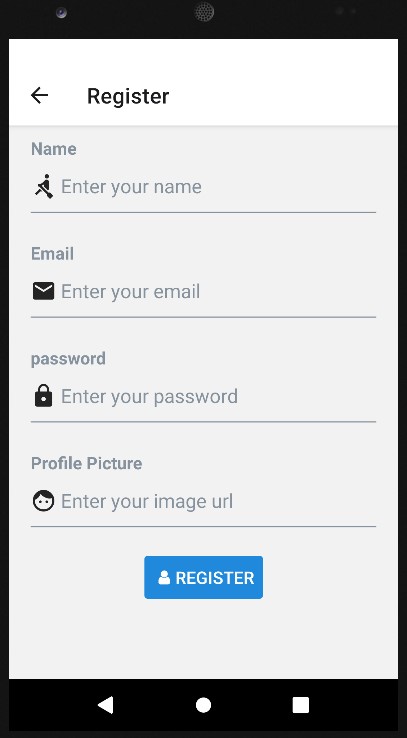 Register
Name
Enter your name
Email
Enter your email
password
Enter your password
Profile Picture
Enter your image url
REGISTER